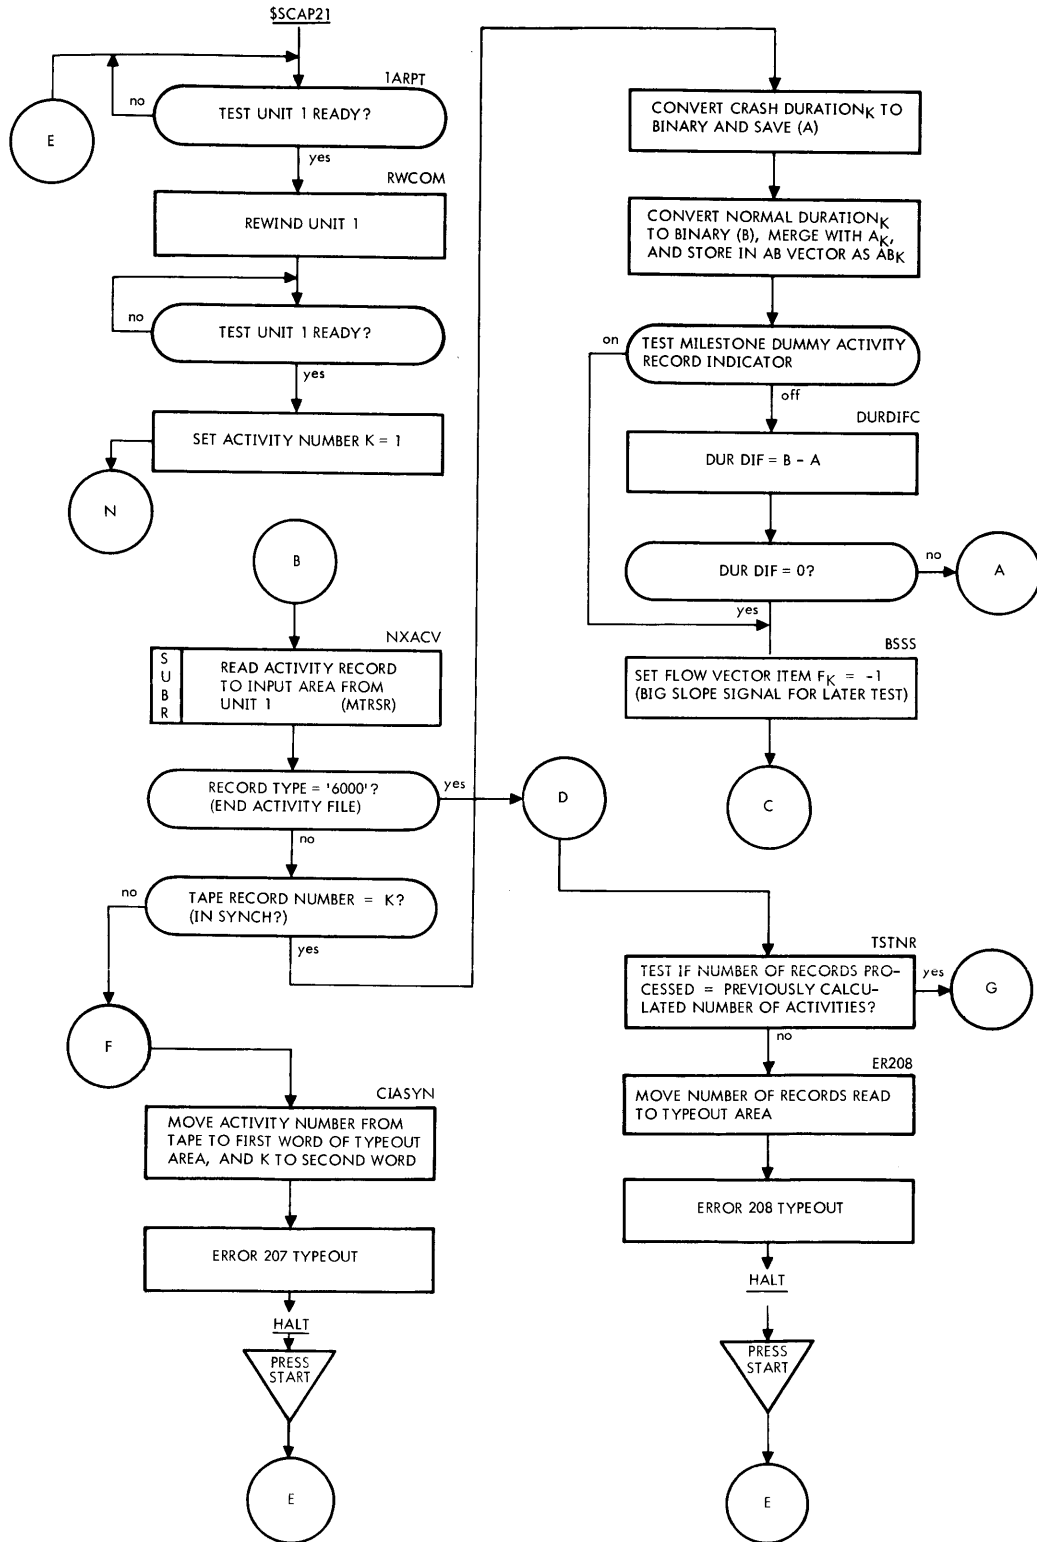 $SCAP21
1ARPT
E
no
TEST UNIT 1 READY?
yes
RWCOM
REWIND UNIT 1
no
TEST UNIT 1 READY?
yes
SET ACTIVITY NUMBER K = 1
N
B
NXACV
SUBR
READ ACTIVITY RECORD
TO INPUT AREA FROM
UNIT 1 (MTRSR)
RECORD TYPE = '6000'?
(END ACTIVITY FILE)
yes
no
D
no
TAPE RECORD NUMBER = K?
(IN SYNCH?)
yes
F
CIASYN
MOVE ACTIVITY NUMBER FROM
TAPE TO FIRST WORD OF TYPEOUT
AREA, AND K TO SECOND WORD
ERROR 207 TYPEOUT
HALT
PRESS
START
E
CONVERT CRASH DURATIONK TO
BINARY AND SAVE (A)
CONVERT NORMAL DURATIONK
TO BINARY (B), MERGE WITH AK,
AND STORE IN AB VECTOR AS ABK
on
TEST MILESTONE DUMMY ACTIVITY
RECORD INDICATOR
off
DURDIFC
DUR DIF = B - A
DUR DIF = 0?
no
A
yes
BSSS
SET FLOW VECTOR ITEM FK = -1
(BIG SLOPE SIGNAL FOR LATER TEST)
C
TSTNR
TEST IF NUMBER OF RECORDS PRO-
CESSED = PREVIOUSLY CALCU-
LATED NUMBER OF ACTIVITIES?
yes
G
no
ER208
MOVE NUMBER OF RECORDS READ
TO TYPEOUT AREA
ERROR 208 TYPEOUT
HALT
PRESS
START
E